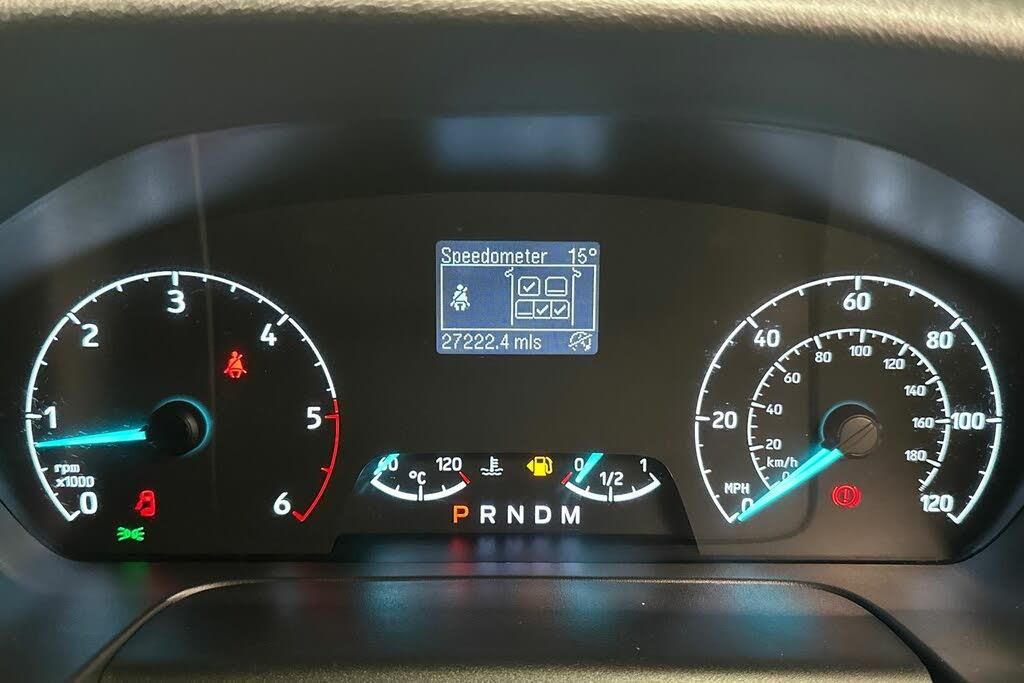 Speedometer 15°
27222.4 mls
0 1 2 3 4 5 6
rpm
x1000
60 °C 120
0 1/2 1
P R N D M
0 20 40 60 80 100 120
MPH
20 40 60 80 100 120 140 160 180
km/h